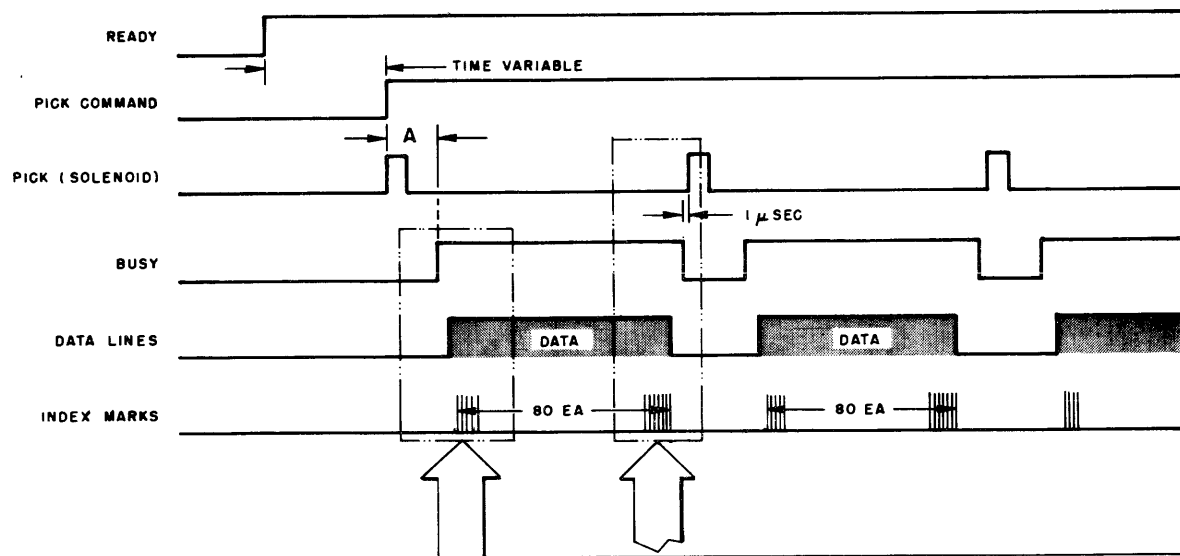 READY
TIME VARIABLE
PICK COMMAND
A
PICK (SOLENOID)
1 μ SEC
BUSY
DATA LINES
DATA
DATA
INDEX MARKS
80 EA
80 EA